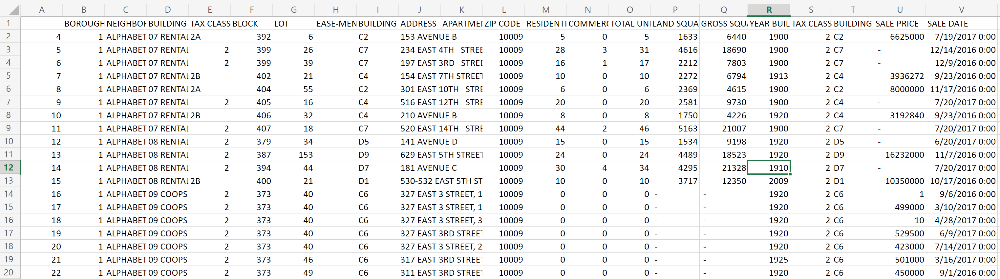 A B C D E F G H I J K L M N O P Q R S T U V
1 BOROUGH NEIGHBOR BUILDING TAX CLASS BLOCK LOT EASE-MEN BUILDING ADDRESS APARTMEN ZIP CODE RESIDENTI COMMERC TOTAL UNI LAND SQUA GROSS SQU YEAR BUIL TAX CLASS BUILDING SALE PRICE SALE DATE
2 4 1 ALPHABET 07 RENTAL 2A 392 6 C2 153 AVENUE B 10009 5 0 5 1633 6440 1900 2 C2 6625000 7/19/2017 0:00
3 5 1 ALPHABET 07 RENTAL 2 399 26 C7 234 EAST 4TH STREE 10009 28 3 31 4616 18690 1900 2 C7 - 12/14/2016 0:00
4 6 1 ALPHABET 07 RENTAL 2 399 39 C7 197 EAST 3RD STREE 10009 16 1 17 2212 7803 1900 2 C7 - 12/9/2016 0:00
5 7 1 ALPHABET 07 RENTAL 2B 402 21 C4 154 EAST 7TH STREET 10009 10 0 10 2272 6794 1913 2 C4 3936272 9/23/2016 0:00
6 8 1 ALPHABET 07 RENTAL 2A 404 55 C2 301 EAST 10TH STRE 10009 6 0 6 2369 4615 1900 2 C2 8000000 11/17/2016 0:00
7 9 1 ALPHABET 07 RENTAL 2 405 16 C4 516 EAST 12TH STRE 10009 20 0 20 2581 9730 1900 2 C4 - 7/20/2017 0:00
8 10 1 ALPHABET 07 RENTAL 2B 406 32 C4 210 AVENUE B 10009 8 0 8 1750 4226 1920 2 C4 3192840 9/23/2016 0:00
9 11 1 ALPHABET 07 RENTAL 2 407 18 C7 520 EAST 14TH STRE 10009 44 2 46 5163 21007 1900 2 C7 - 7/20/2017 0:00
10 12 1 ALPHABET 08 RENTAL 2 379 34 D5 141 AVENUE D 10009 15 0 15 1534 9198 1920 2 D5 - 6/20/2017 0:00
11 13 1 ALPHABET 08 RENTAL 2 387 153 D9 629 EAST 5TH STREET 10009 24 0 24 4489 18523 1920 2 D9 16232000 11/7/2016 0:00
12 14 1 ALPHABET 08 RENTAL 2 394 44 D7 181 AVENUE C 10009 30 4 34 4295 21328 1910 2 D7 - 7/20/2017 0:00
13 15 1 ALPHABET 08 RENTAL 2B 400 21 D1 530-532 EAST 5TH ST 10009 10 0 10 3717 12350 2009 2 D1 10350000 10/17/2016 0:00
14 16 1 ALPHABET 09 COOPS 2 373 40 C6 327 EAST 3 STREET, 1 10009 0 0 0 - - 1920 2 C6 1 9/6/2016 0:00
15 17 1 ALPHABET 09 COOPS 2 373 40 C6 327 EAST 3 STREET, 1 10009 0 0 0 - - 1920 2 C6 499000 3/10/2017 0:00
16 18 1 ALPHABET 09 COOPS 2 373 40 C6 327 EAST 3 STREET, 3 10009 0 0 0 - - 1920 2 C6 10 4/28/2017 0:00
17 19 1 ALPHABET 09 COOPS 2 373 40 C6 327 EAST 3RD STREET 10009 0 0 0 - - 1920 2 C6 529500 6/9/2017 0:00
18 20 1 ALPHABET 09 COOPS 2 373 40 C6 327 EAST 3 STREET, 2 10009 0 0 0 - - 1920 2 C6 423000 7/14/2017 0:00
19 21 1 ALPHABET 09 COOPS 2 373 46 C6 317 EAST 3RD STREET 10009 0 0 0 - - 1925 2 C6 501000 3/16/2017 0:00
20 22 1 ALPHABET 09 COOPS 2 373 49 C6 311 EAST 3RD STREET 10009 0 0 0 - - 1920 2 C6 450000 9/1/2016 0:00